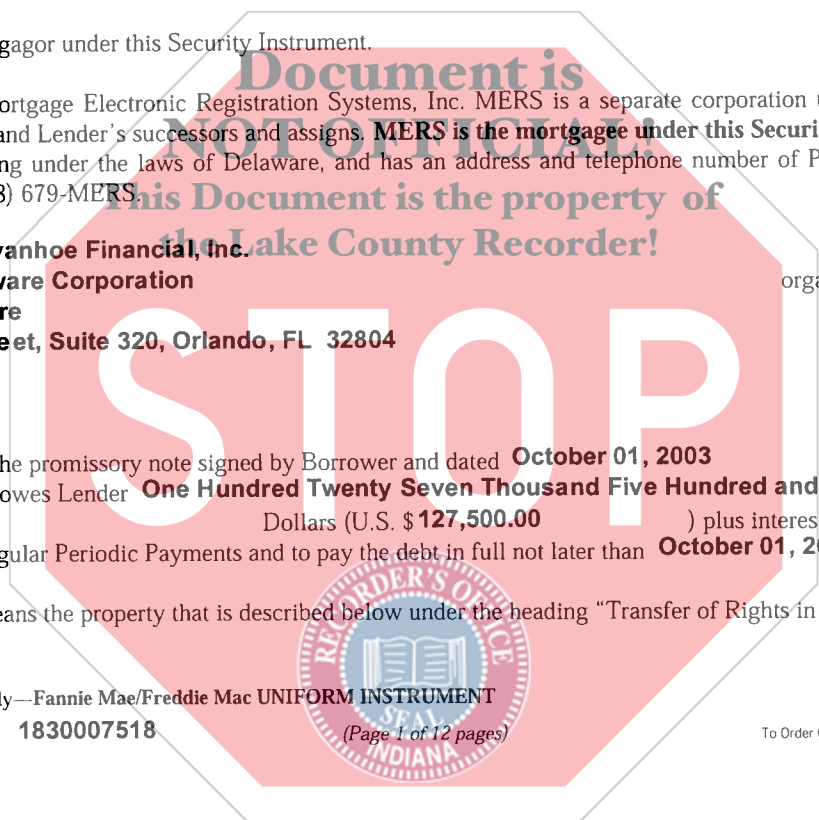 gagor under this Security Instrument.
Document is
ortgage Electronic Registration Systems, Inc. MERS is a separate corporation
and Lender's successors and assigns. MERS is the mortgagee under this Securi
NOT OFFICIAL!
ng under the laws of Delaware, and has an address and telephone number of P
8) 679-MERS.
This Document is the property of
the Lake County Recorder!
vanhoe Financial, Inc.
ware Corporation orga
re
eet, Suite 320, Orlando, FL 32804
STOP
he promissory note signed by Borrower and dated October 01, 2003
owes Lender One Hundred Twenty Seven Thousand Five Hundred and
Dollars (U.S. $127,500.00 ) plus interes
gular Periodic Payments and to pay the debt in full not later than October 01, 20
RECORDER'S OFFICE
eans the property that is described below under the heading “Transfer of Rights in
ly—Fannie Mae/Freddie Mac UNIFORM INSTRUMENT
SEAL
1830007518 (Page 1 of 12 pages) To Order
INDIANA